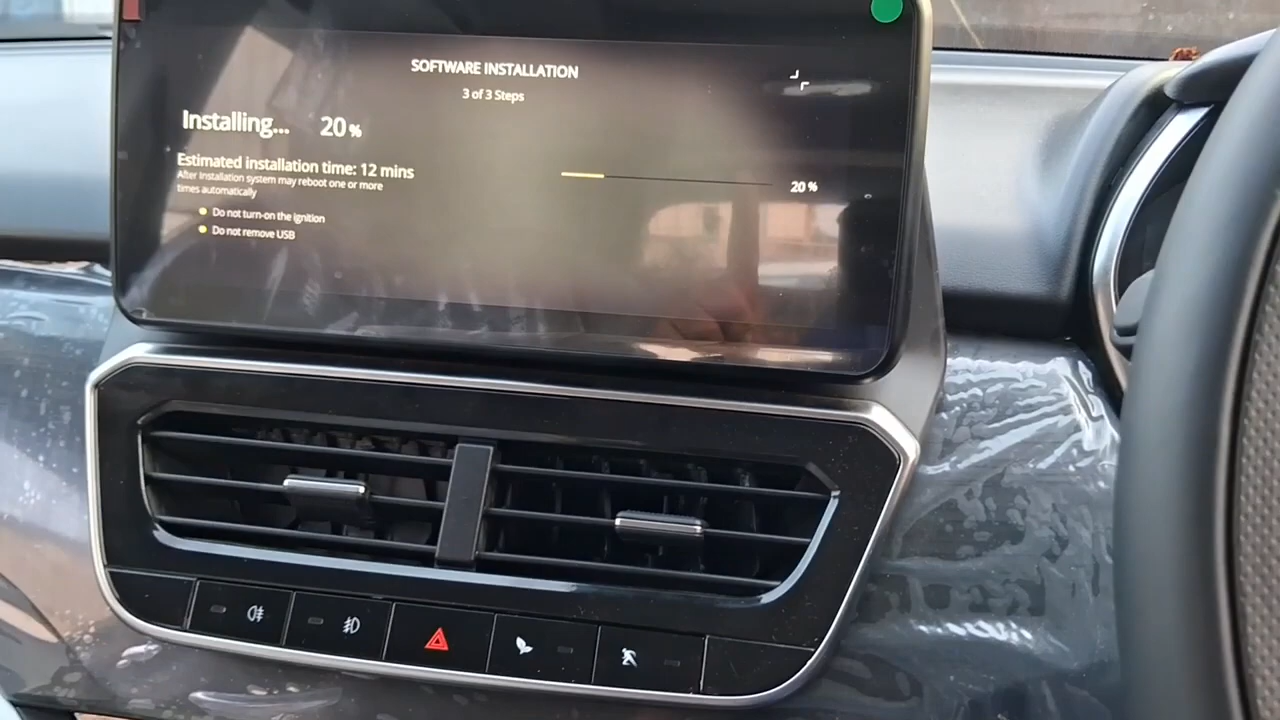 SOFTWARE INSTALLATION
3 of 3 Steps
Installing... 20 %
Estimated installation time: 12 mins
After Installation system may reboot one or more
times automatically
20 %
Do not turn-on the ignition
Do not remove USB